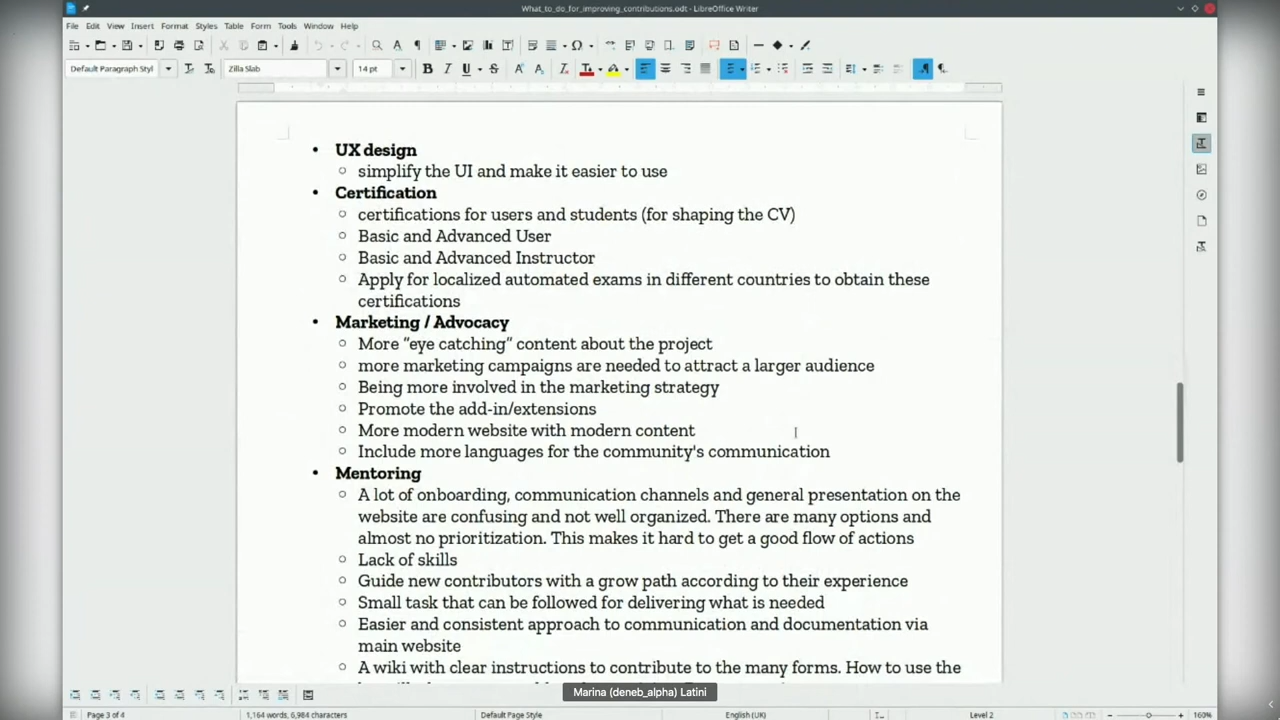 What_to_do_for_improving_contributions.odt - LibreOffice Writer
File Edit View Insert Format Styles Table Form Tools Window Help
Default Paragraph Styl Zilla Slab 14 pt
• UX design
○ simplify the UI and make it easier to use
• Certification
○ certifications for users and students (for shaping the CV)
○ Basic and Advanced User
○ Basic and Advanced Instructor
○ Apply for localized automated exams in different countries to obtain these
certifications
• Marketing / Advocacy
○ More "eye catching" content about the project
○ more marketing campaigns are needed to attract a larger audience
○ Being more involved in the marketing strategy
○ Promote the add-in/extensions
○ More modern website with modern content
○ Include more languages for the community's communication
• Mentoring
○ A lot of onboarding, communication channels and general presentation on the
website are confusing and not well organized. There are many options and
almost no prioritization. This makes it hard to get a good flow of actions
○ Lack of skills
○ Guide new contributors with a grow path according to their experience
○ Small task that can be followed for delivering what is needed
○ Easier and consistent approach to communication and documentation via
main website
○ A wiki with clear instructions to contribute to the many forms. How to use the
Marina (deneb_alpha) Latini
Page 3 of 4 1,164 words, 6,984 characters Default Page Style English (UK) Level 2 160%